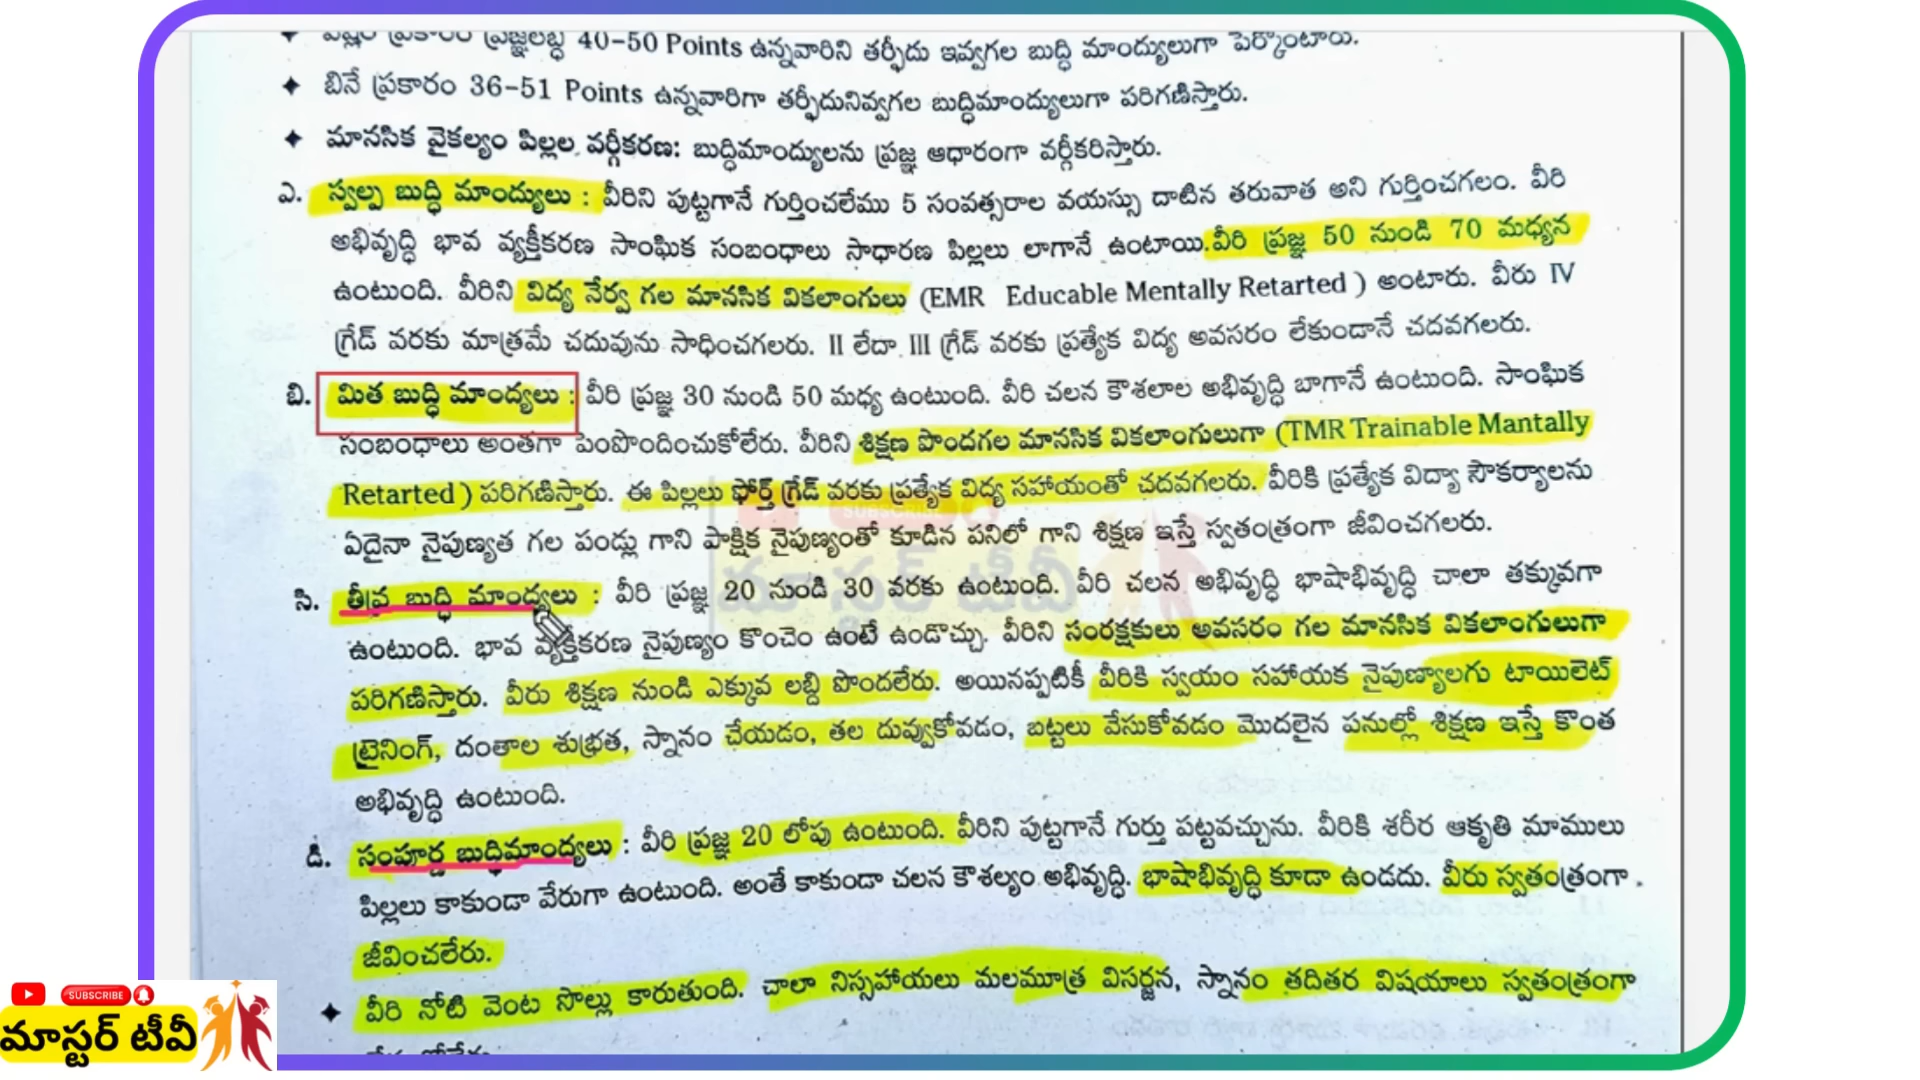 ప్రకారం ప్రజ్ఞలబ్ధి 40-50 Points ఉన్నవారిని తర్ఫీదు ఇవ్వగల బుద్ధి మాంద్యులుగా పేర్కొంటాయి.
✦ బినే ప్రకారం 36-51 Points ఉన్నవారిగా తర్ఫీదునివ్వగల బుద్ధిమాంద్యులుగా పరిగణిస్తారు.
✦ మానసిక వైకల్యం పిల్లల వర్గీకరణ: బుద్ధిమాంద్యులను ప్రజ్ఞ ఆధారంగా వర్గీకరిస్తారు.
ఎ. స్వల్ప బుద్ధి మాంద్యులు : వీరిని పుట్టగానే గుర్తించలేము 5 సంవత్సరాల వయస్సు దాటిన తరువాత అని గుర్తించగలం. వీరి
అభివృద్ధి భావ వ్యక్తీకరణ సాంఘిక సంబంధాలు సాధారణ పిల్లలు లాగానే ఉంటాయి.వీరి ప్రజ్ఞ 50 నుండి 70 మధ్యన
ఉంటుంది. వీరిని విద్య నేర్వ గల మానసిక వికలాంగులు (EMR Educable Mentally Retarted ) అంటారు. వీరు IV
గ్రేడ్ వరకు మాత్రమే చదువును సాధించగలరు. II లేదా III గ్రేడ్ వరకు ప్రత్యేక విద్య అవసరం లేకుండానే చదవగలరు.
బి. మిత బుద్ధి మాంద్యులు : వీరి ప్రజ్ఞ 30 నుండి 50 మధ్య ఉంటుంది. వీరి చలన కౌశలాల అభివృద్ధి బాగానే ఉంటుంది. సాంఘిక
సంబంధాలు అంతగా పెంపొందించుకోలేరు. వీరిని శిక్షణ పొందగల మానసిక వికలాంగులుగా (TMR Trainable Mantally
Retarted ) పరిగణిస్తారు. ఈ పిల్లలు ఫోర్త్ గ్రేడ్ వరకు ప్రత్యేక విద్య సహాయంతో చదవగలరు. వీరికి ప్రత్యేక విద్యా సౌకర్యాలను
ఏదైనా నైపుణ్యత గల పండ్లు గాని పాక్షిక నైపుణ్యంతో కూడిన పనిలో గాని శిక్షణ ఇస్తే స్వతంత్రంగా జీవించగలరు.
సి. తీవ్ర బుద్ధి మాంద్యులు : వీరి ప్రజ్ఞ 20 నుండి 30 వరకు ఉంటుంది. వీరి చలన అభివృద్ధి భాషాభివృద్ధి చాలా తక్కువగా
ఉంటుంది. భావ వ్యక్తీకరణ నైపుణ్యం కొంచెం ఉంటే ఉండొచ్చు. వీరిని సంరక్షకులు అవసరం గల మానసిక వికలాంగులుగా
పరిగణిస్తారు. వీరు శిక్షణ నుండి ఎక్కువ లబ్ది పొందలేరు. అయినప్పటికీ వీరికి స్వయం సహాయక నైపుణ్యాలగు టాయిలెట్
ట్రైనింగ్, దంతాల శుభ్రత, స్నానం చేయడం, తల దువ్వుకోవడం, బట్టలు వేసుకోవడం మొదలైన పనుల్లో శిక్షణ ఇస్తే కొంత
అభివృద్ధి ఉంటుంది.
డి. సంపూర్ణ బుద్ధిమాంద్యులు : వీరి ప్రజ్ఞ 20 లోపు ఉంటుంది. వీరిని పుట్టగానే గుర్తు పట్టవచ్చును. వీరికి శరీర ఆకృతి మాములు
పిల్లలు కాకుండా వేరుగా ఉంటుంది. అంతే కాకుండా చలన కౌశల్యం అభివృద్ధి. భాషాభివృద్ధి కూడా ఉండదు. వీరు స్వతంత్రంగా .
జీవించలేరు.
✦ వీరి నోటి వెంట సొల్లు కారుతుంది. చాలా నిస్సహాయలు మలమూత్ర విసర్జన, స్నానం తదితర విషయాలు స్వతంత్రంగా
SUBSCRIBE
మాస్టర్ టీవీ